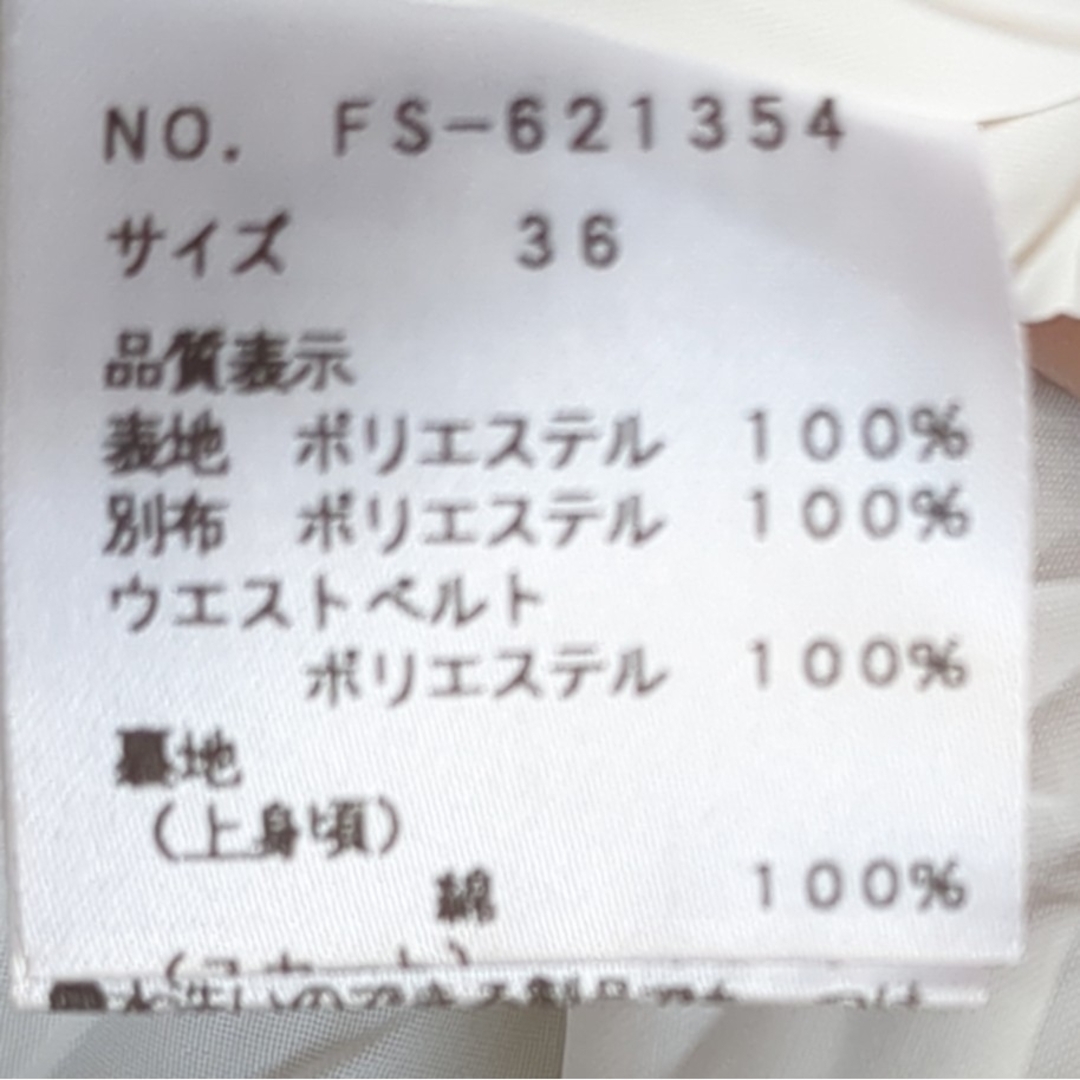 NO. FS-621354
サイズ 36
品質表示
表地 ポリエステル 100%
別布 ポリエステル 100%
ウエストベルト
ポリエステル 100%
裏地
(上身頃)
綿 100%